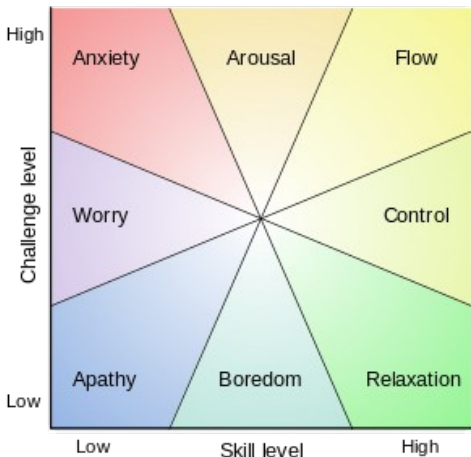 High
Anxiety
Arousal
Flow
Challenge level
Worry
Control
Apathy
Boredom
Relaxation
Low
Low
Skill level
High